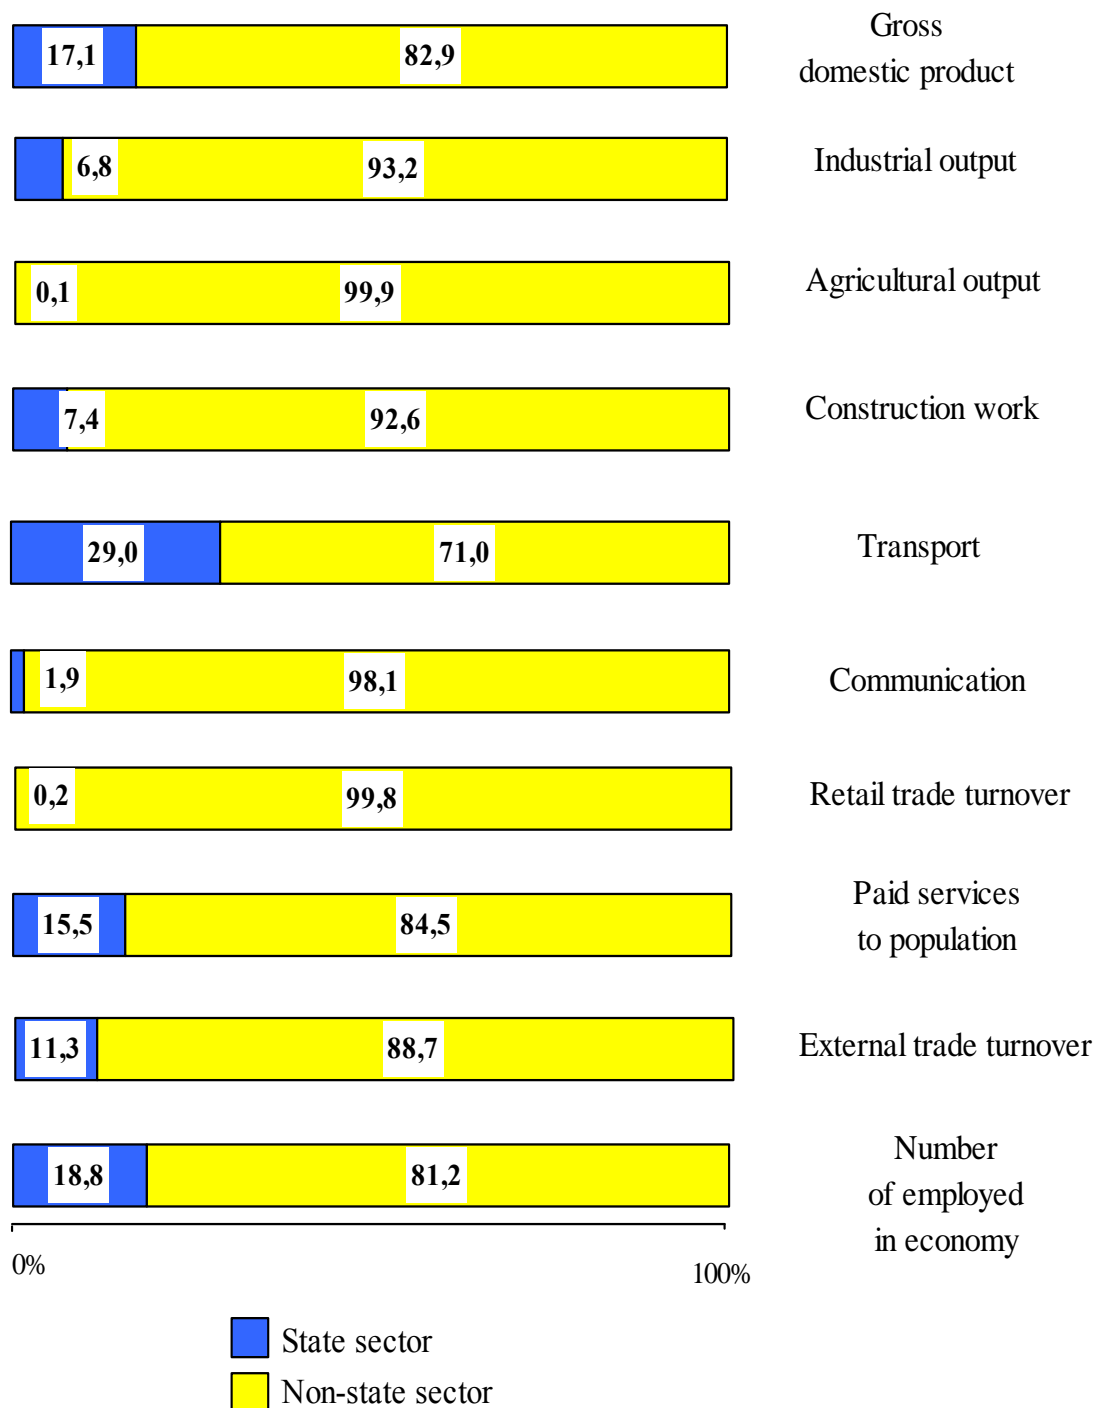 17,1 82,9 Gross
domestic product
6,8 93,2 Industrial output
0,1 99,9 Agricultural output
7,4 92,6 Construction work
29,0 71,0 Transport
1,9 98,1 Communication
0,2 99,8 Retail trade turnover
15,5 84,5 Paid services
to population
11,3 88,7 External trade turnover
18,8 81,2 Number
of employed
in economy
0% 100%
State sector
Non-state sector